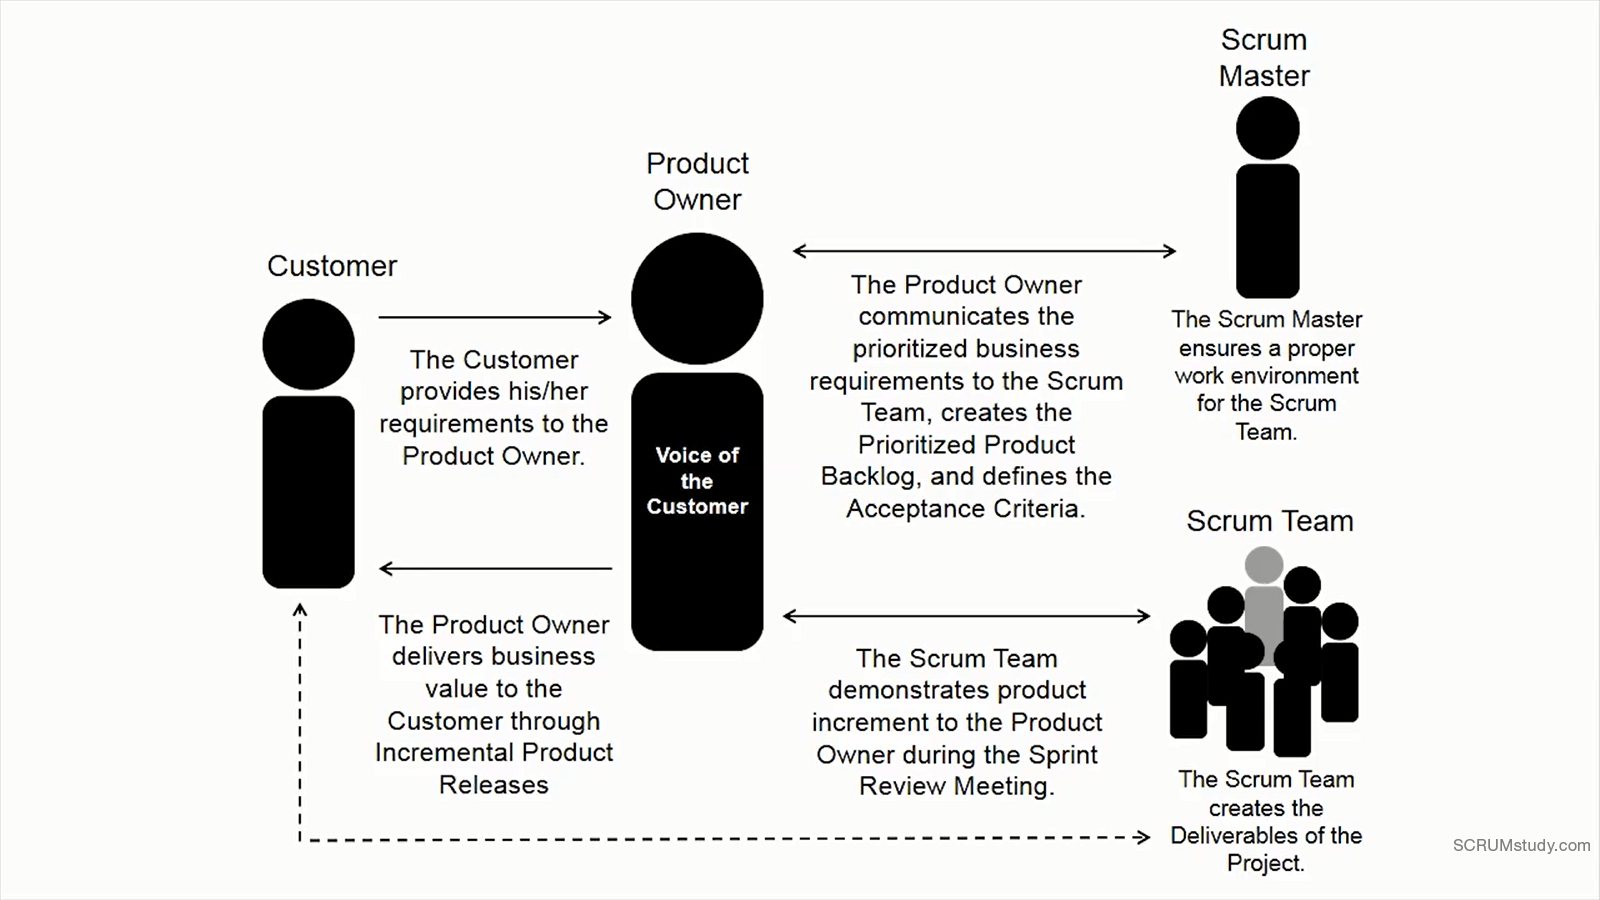 Scrum
Master
Product
Owner
Customer
The Customer
provides his/her
requirements to the
Product Owner.
Voice of
the
Customer
The Product Owner
delivers business
value to the
Customer through
Incremental Product
Releases
The Product Owner
communicates the
prioritized business
requirements to the Scrum
Team, creates the
Prioritized Product
Backlog, and defines the
Acceptance Criteria.
The Scrum Team
demonstrates product
increment to the Product
Owner during the Sprint
Review Meeting.
The Scrum Master
ensures a proper
work environment
for the Scrum
Team.
Scrum Team
The Scrum Team
creates the
Deliverables of the
Project.
SCRUMstudy.com